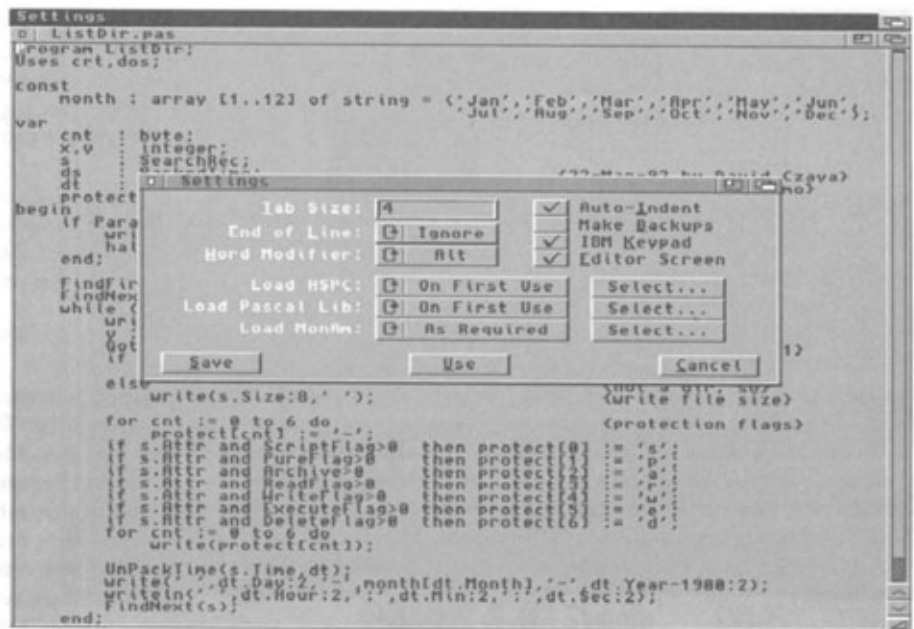 Settings
ListDir.pas
Program ListDir;
Uses crt,dos;
const
month : array [1..12] of string = ('Jan','Feb','Mar','Apr','May','Jun',
'Jul','Aug','Sep','Oct','Nov','Dec');
var
cnt : byte;
x,y : integer;
s : SearchRec;
ds : PackedTime; {22-Mar-92 by David Czaya}
dt :
protect
begin
if Para
wri
hal
end;
FindFir
FindNex
while (
wri
Got
if
else
Settings
Tab Size: 4
End of Line: Ignore
Word Modifier: Alt
Auto-Indent
Make Backups
IBM Keypad
Editor Screen
Load HSPC: On First Use Select...
Load Pascal Lib: On First Use Select...
Load MonAm: As Required Select...
Save Use Cancel
write(s.Size:8,' '); {write file size}
for cnt := 0 to 6 do {protection flags}
protect[cnt] := '-';
if s.Attr and ScriptFlag>0 then protect[0] := 's';
if s.Attr and PureFlag>0 then protect[1] := 'p';
if s.Attr and Archive>0 then protect[2] := 'a';
if s.Attr and ReadFlag>0 then protect[3] := 'r';
if s.Attr and WriteFlag>0 then protect[4] := 'w';
if s.Attr and ExecuteFlag>0 then protect[5] := 'e';
if s.Attr and DeleteFlag>0 then protect[6] := 'd';
for cnt := 0 to 6 do
write(protect[cnt]);
UnPackTime(s.Time,dt);
write(' ',dt.Day:2,'-',month[dt.Month],'-',dt.Year-1900:2);
writeln(' ',dt.Hour:2,':',dt.Min:2,':',dt.Sec:2);
FindNext(s);
end;